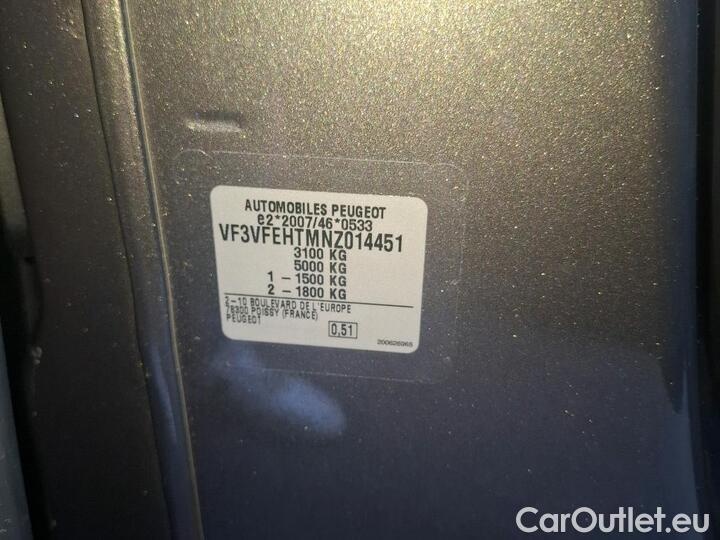 AUTOMOBILES PEUGEOT
e2*2007/46*0533
VF3VFEHTMNZ014451
3100 KG
5000 KG
1 – 1500 KG
2 – 1800 KG
2–10 BOULEVARD DE L'EUROPE
78300 POISSY (FRANCE)
PEUGEOT
0,51
200626965
CarOutlet.eu